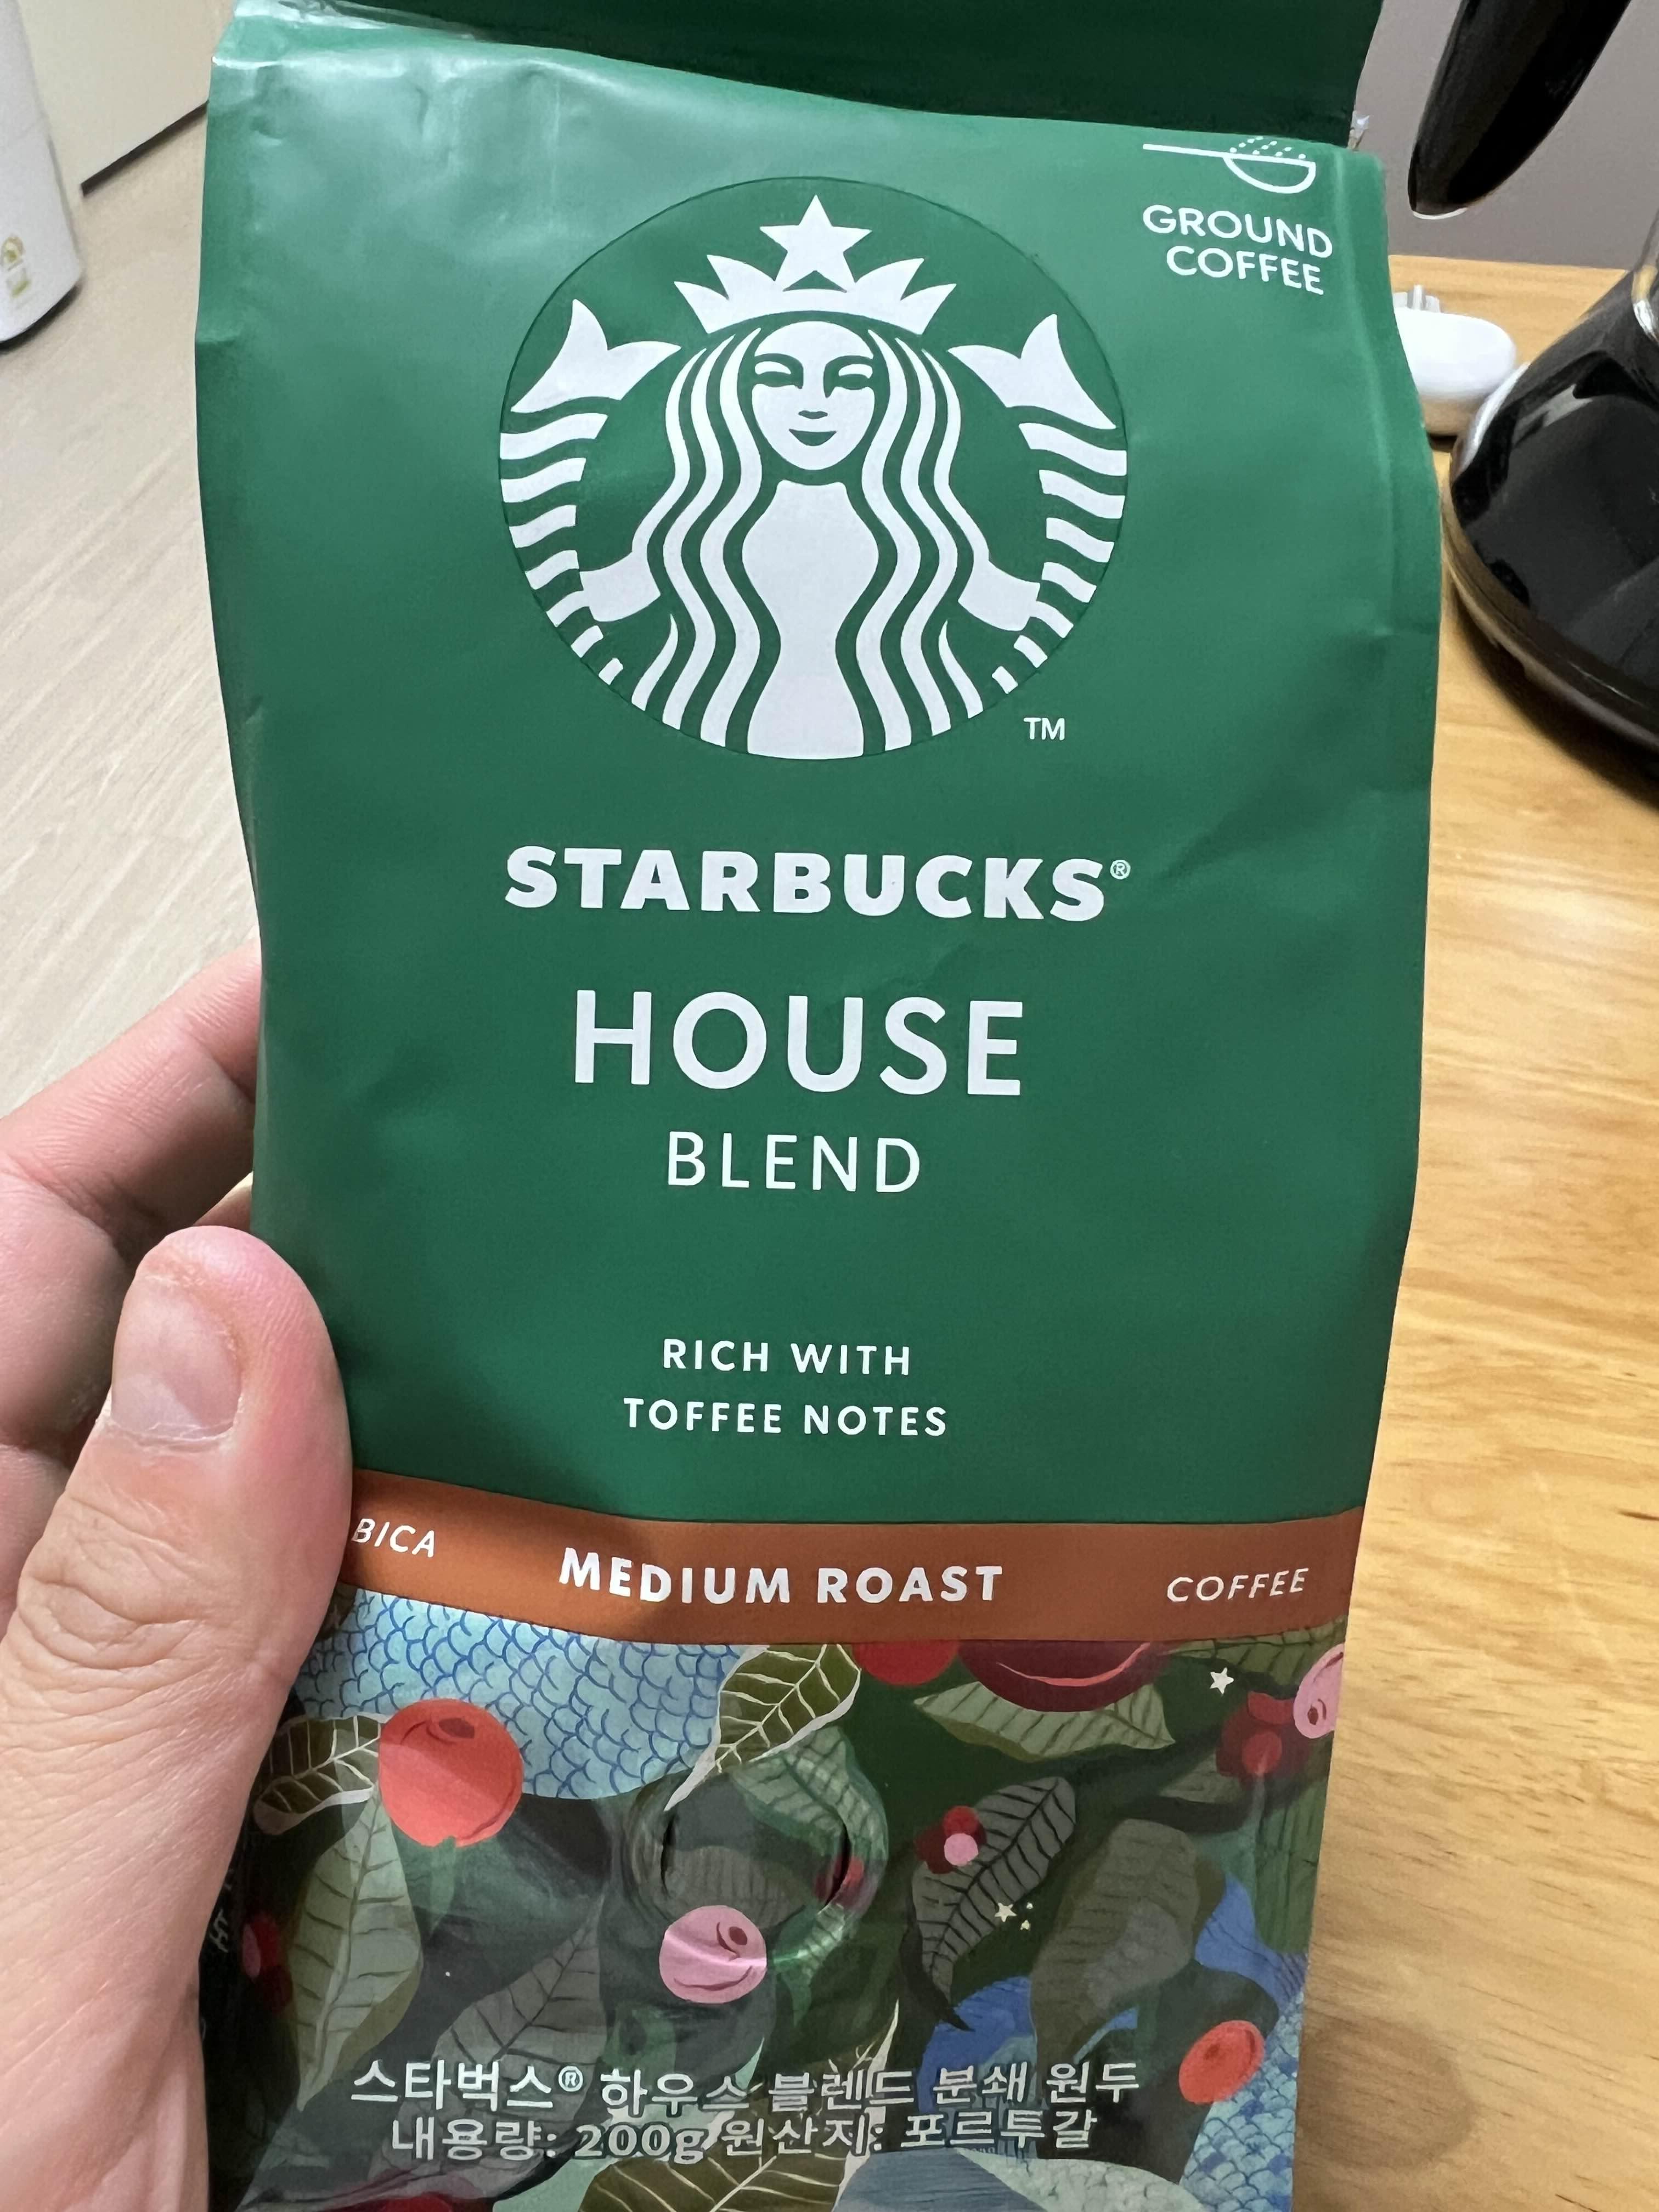 GROUND
COFFEE
TM
STARBUCKS®
HOUSE
BLEND
RICH WITH
TOFFEE NOTES
BICA MEDIUM ROAST COFFEE
스타벅스® 하우스 블렌드 분쇄 원두
내용량: 200g 원산지: 포르투갈